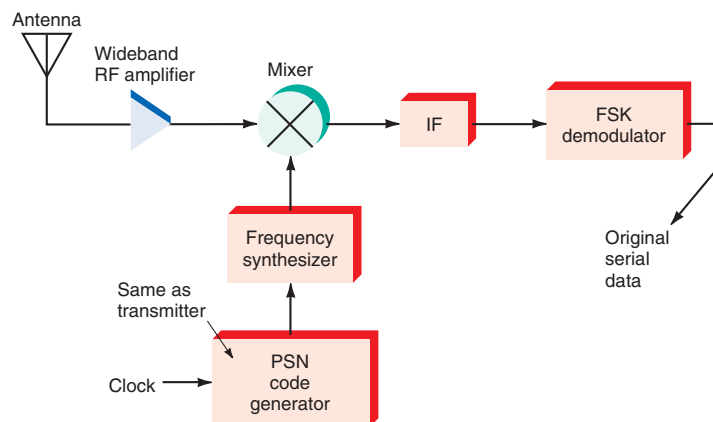 Antenna
Wideband
RF amplifier
Mixer
IF
FSK
demodulator
Frequency
synthesizer
Original
serial
data
Same as
transmitter
PSN
code
generator
Clock